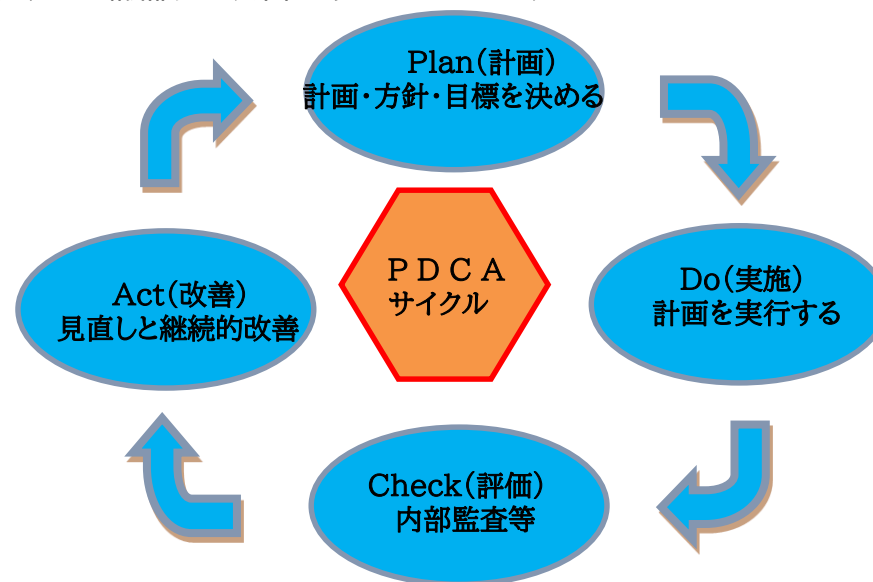 Plan(計画)
計画・方針・目標を決める
Do(実施)
計画を実行する
Check(評価)
内部監査等
Act(改善)
見直しと継続的改善
ＰＤＣＡ
サイクル